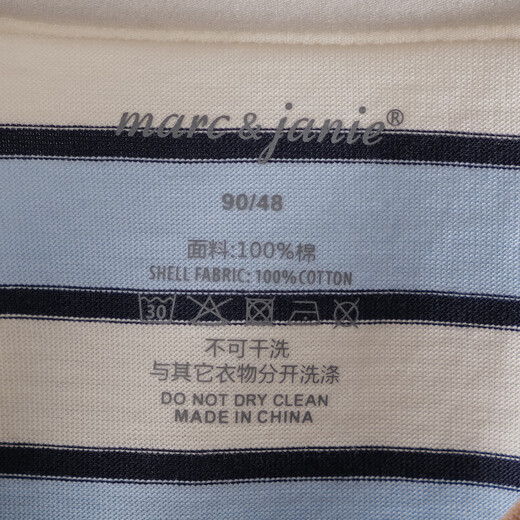 marc & janie®
90/48
面料:100%棉
SHELL FABRIC: 100%COTTON
30
不可干洗
与其它衣物分开洗涤
DO NOT DRY CLEAN
MADE IN CHINA